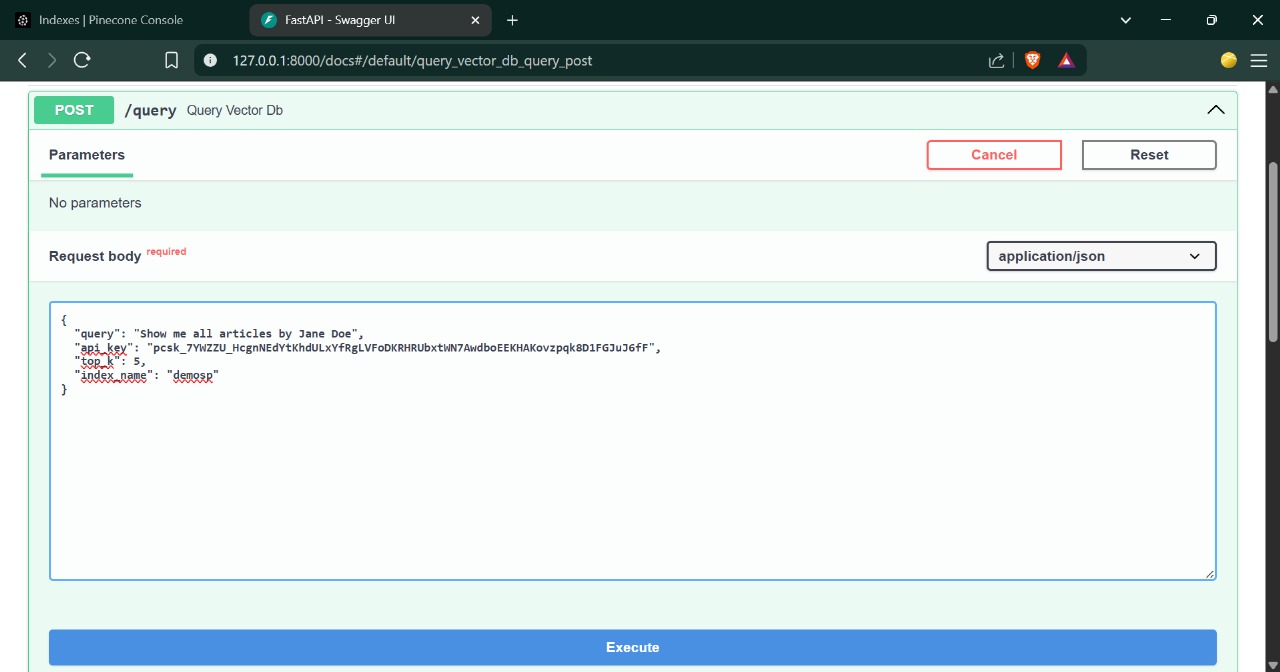 Indexes | Pinecone Console
FastAPI - Swagger UI
127.0.0.1:8000/docs#/default/query_vector_db_query_post
POST /query Query Vector Db
Parameters
Cancel
Reset
No parameters
Request body required
application/json
{
"query": "Show me all articles by Jane Doe",
"api_key": "pcsk_7YWZZU_HcgnNEdYtKhdULxYfRgLVFoDKRHRUbxtWN7AwdboEEKHAKovzpqk8D1FGJuJ6fF",
"top_k": 5,
"index_name": "demosp"
}
Execute